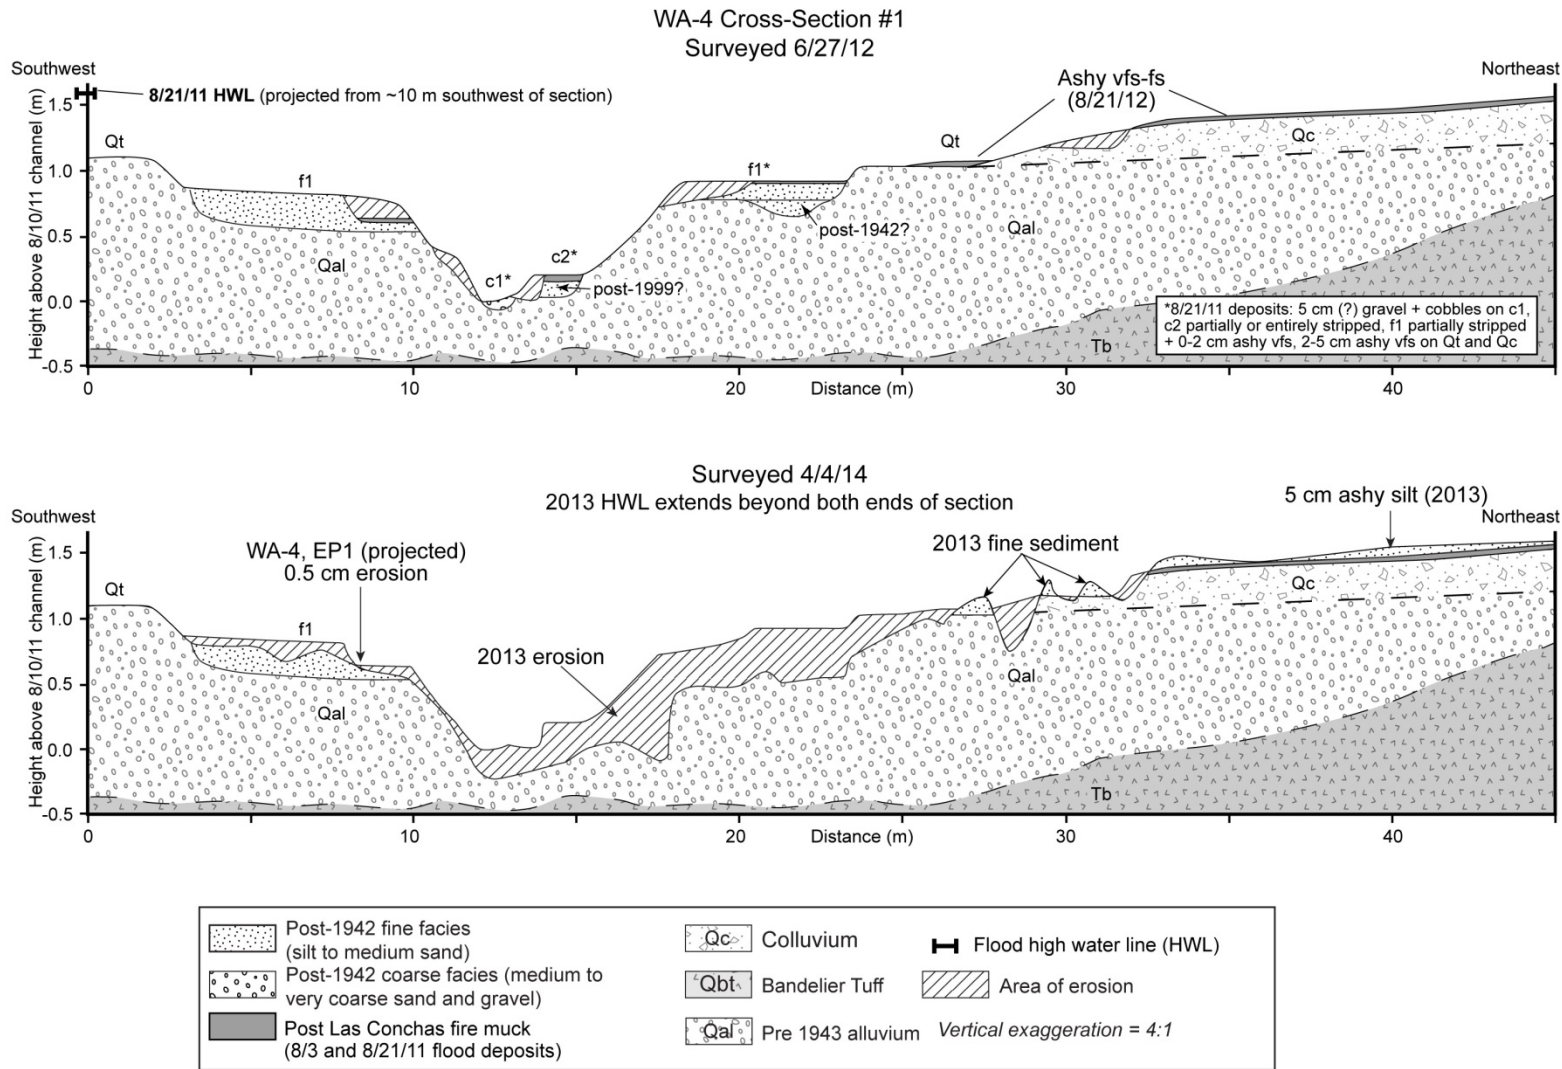 WA-4 Cross-Section #1
Surveyed 6/27/12
Southwest
Northeast
8/21/11 HWL (projected from ~10 m southwest of section)
Ashy vfs-fs
(8/21/12)
Height above 8/10/11 channel (m)
1.5
1.0
0.5
0.0
-0.5
Qt
f1
Qal
c1*
c2*
post-1999?
f1*
post-1942?
Qt
Qal
Qc
Tb
*8/21/11 deposits: 5 cm (?) gravel + cobbles on c1,
c2 partially or entirely stripped, f1 partially stripped
+ 0-2 cm ashy vfs, 2-5 cm ashy vfs on Qt and Qc
0
10
20
Distance (m)
30
40
Surveyed 4/4/14
2013 HWL extends beyond both ends of section
Southwest
Northeast
5 cm ashy silt (2013)
WA-4, EP1 (projected)
0.5 cm erosion
2013 fine sediment
2013 erosion
Height above 8/10/11 channel (m)
1.5
1.0
0.5
0.0
-0.5
Qt
f1
Qal
Qal
Qc
Tb
0
10
20
Distance (m)
30
40
Post-1942 fine facies
(silt to medium sand)
Post-1942 coarse facies (medium to
very coarse sand and gravel)
Post Las Conchas fire muck
(8/3 and 8/21/11 flood deposits)
Qc Colluvium
Qbt Bandelier Tuff
Qal Pre 1943 alluvium
Flood high water line (HWL)
Area of erosion
Vertical exaggeration = 4:1